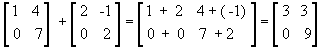 [1 4 0 7] + [2 -1 0 2] = [1 + 2 4 + (-1) 0 + 0 7 + 2] = [3 3 0 9]